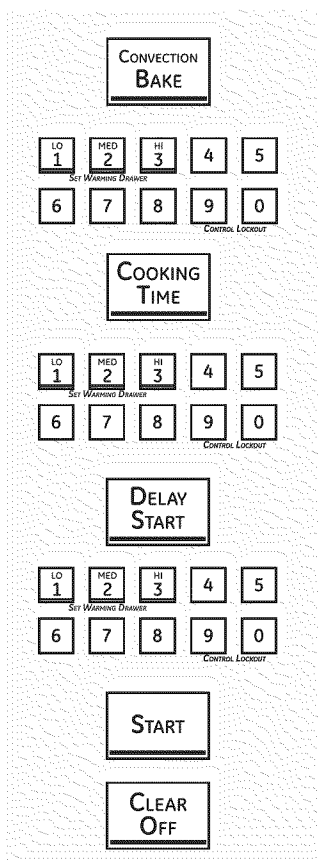 CONVECTION
BAKE
LO MED HI
1 2 3 4 5
SET WARMING DRAWER
6 7 8 9 0
CONTROL LOCKOUT
COOKING
TIME
LO MED HI
1 2 3 4 5
SET WARMING DRAWER
6 7 8 9 0
CONTROL LOCKOUT
DELAY
START
LO MED HI
1 2 3 4 5
SET WARMING DRAWER
6 7 8 9 0
CONTROL LOCKOUT
START
CLEAR
OFF